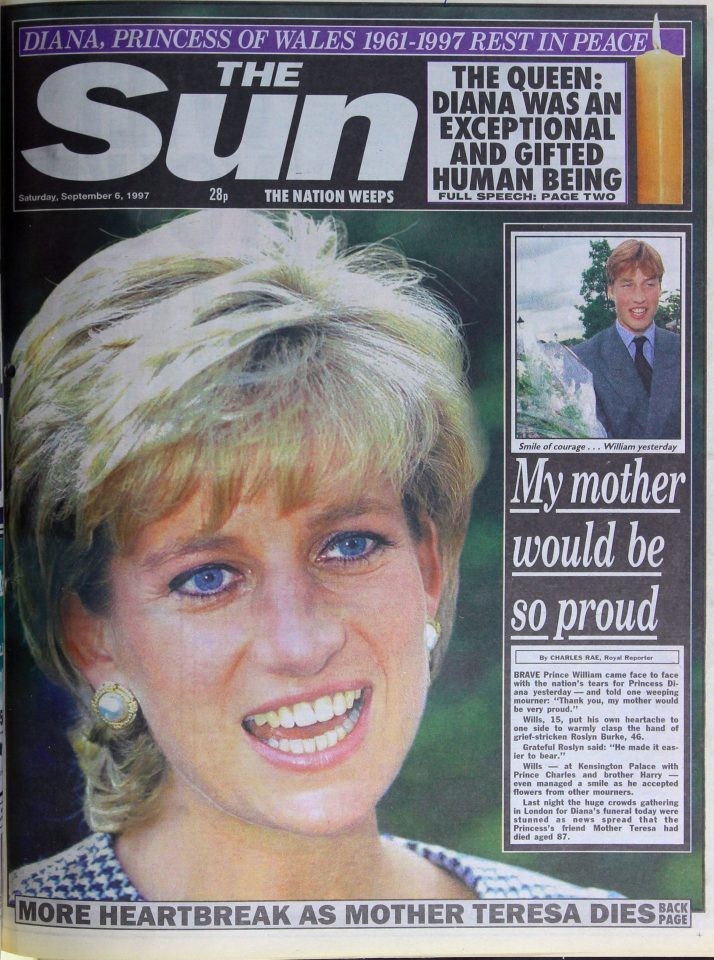 DIANA, PRINCESS OF WALES 1961-1997 REST IN PEACE
THE
Sun
Saturday, September 6, 1997
28p
THE NATION WEEPS
THE QUEEN:
DIANA WAS AN
EXCEPTIONAL
AND GIFTED
HUMAN BEING
FULL SPEECH: PAGE TWO
Smile of courage . . . William yesterday
My mother
would be
so proud
By CHARLES RAE, Royal Reporter
BRAVE Prince William came face to face
with the nation's tears for Princess Di-
ana yesterday — and told one weeping
mourner: "Thank you, my mother would
be very proud."
Wills, 15, put his own heartache to
one side to warmly clasp the hand of
grief-stricken Roslyn Burke, 46.
Grateful Roslyn said: "He made it eas-
ier to bear."
Wills — at Kensington Palace with
Prince Charles and brother Harry —
even managed a smile as he accepted
flowers from other mourners.
Last night the huge crowds gathering
in London for Diana's funeral today were
stunned as news spread that the
Princess's friend Mother Teresa had
died aged 87.
MORE HEARTBREAK AS MOTHER TERESA DIES
BACK
PAGE